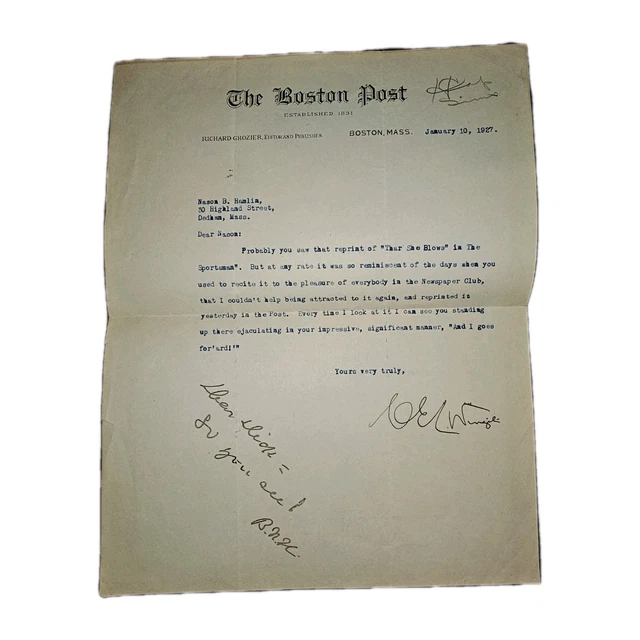 The Boston Post
ESTABLISHED 1831
RICHARD GROZIER, EDITOR AND PUBLISHER
BOSTON, MASS. January 10, 1927.
Nason B. Hamlin,
30 Highland Street,
Dedham, Mass.
Dear Nason:
Probably you saw that reprint of "Thar She Blows" in The
Sportsman". But at any rate it was so reminiscent of the days when you
used to recite it to the pleasure of everybody in the Newspaper Club,
that I couldn't help being attracted to it again, and reprinted it
yesterday in the Post. Every time I look at it I can see you standing
up there ejaculating in your impressive, significant manner, "And I goes
for'ard!'"
Yours very truly,
Dear Dick =
So you see!
B.N.H.